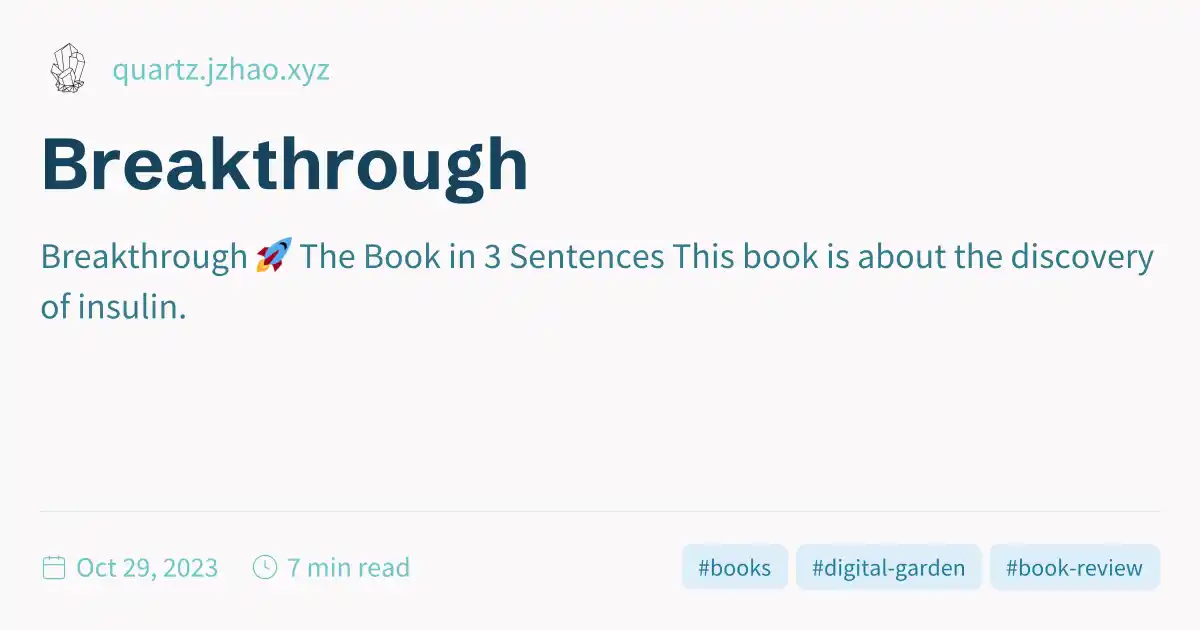 quartz.jzhao.xyz
Breakthrough
Breakthrough 🚀 The Book in 3 Sentences This book is about the discovery
of insulin.
Oct 29, 2023 7 min read #books #digital-garden #book-review